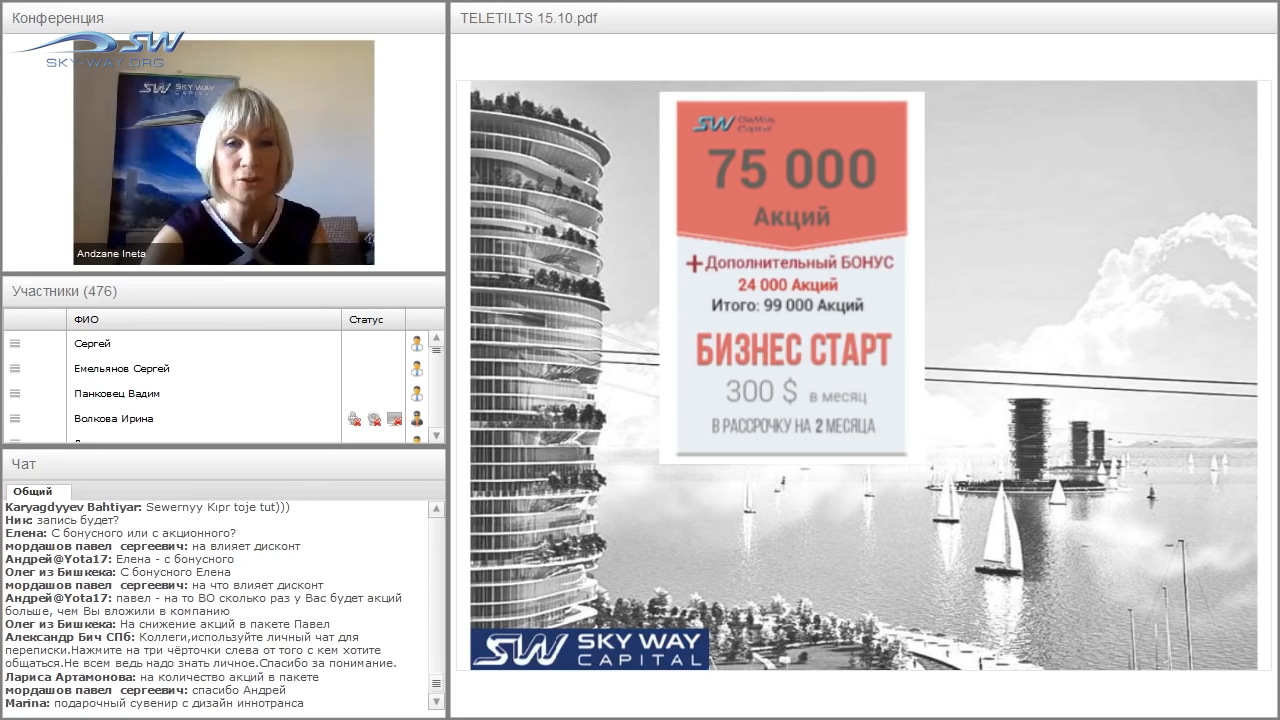 Конференция
SW
SKY-WAY.ORG
SW SKY WAY
CAPITAL
Andzane Ineta
Участники (476)
ФИО
Статус
Сергей
Емельянов Сергей
Панковец Вадим
Волкова Ирина
Чат
Общий
Karyagdyyev Bahtiyar: Sewernyy Kıpr toje tut)))
Ник: запись будет?
Елена: С бонусного или с акционного?
мордашов павел сергеевич: на влияет дисконт
Андрей@Yota17: Елена - с бонусного
Олег из Бишкека: С бонусного Елена
мордашов павел сергеевич: на что влияет дисконт
Андрей@Yota17: павел - на то ВО сколько раз у Вас будет акций
больше, чем Вы вложили в компанию
Олег из Бишкека: На снижение акций в пакете Павел
Александр Бич СПб: Коллеги,используйте личный чат для
переписки.Нажмите на три чёрточки слева от того с кем хотите
общаться.Не всем ведь надо знать личное.Спасибо за понимание.
Лариса Артамонова: на количество акций в пакете
мордашов павел сергеевич: спасибо Андрей
Marina: подарочный сувенир с дизайн иннотранса
TELETILTS 15.10.pdf
SW SkyWay
Capital
75 000
Акций
+Дополнительный БОНУС
24 000 Акций
Итого: 99 000 Акций
БИЗНЕС СТАРТ
300 $ в месяц
В РАССРОЧКУ НА 2 МЕСЯЦА
SW SKY WAY
CAPITAL